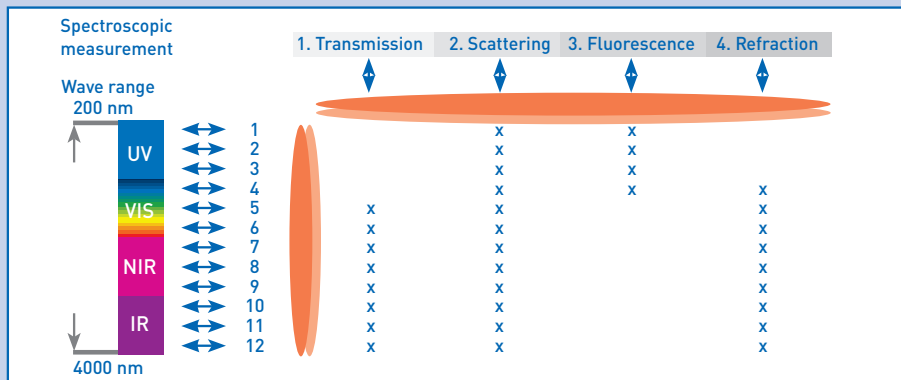 Spectroscopic
measurement
1. Transmission 2. Scattering 3. Fluorescence 4. Refraction
Wave range
200 nm
1 x x
UV 2 x x
3 x x
4 x x x
VIS 5 x x x
6 x x x
7 x x x
NIR 8 x x x
9 x x x
10 x x x
IR 11 x x x
12 x x x
4000 nm